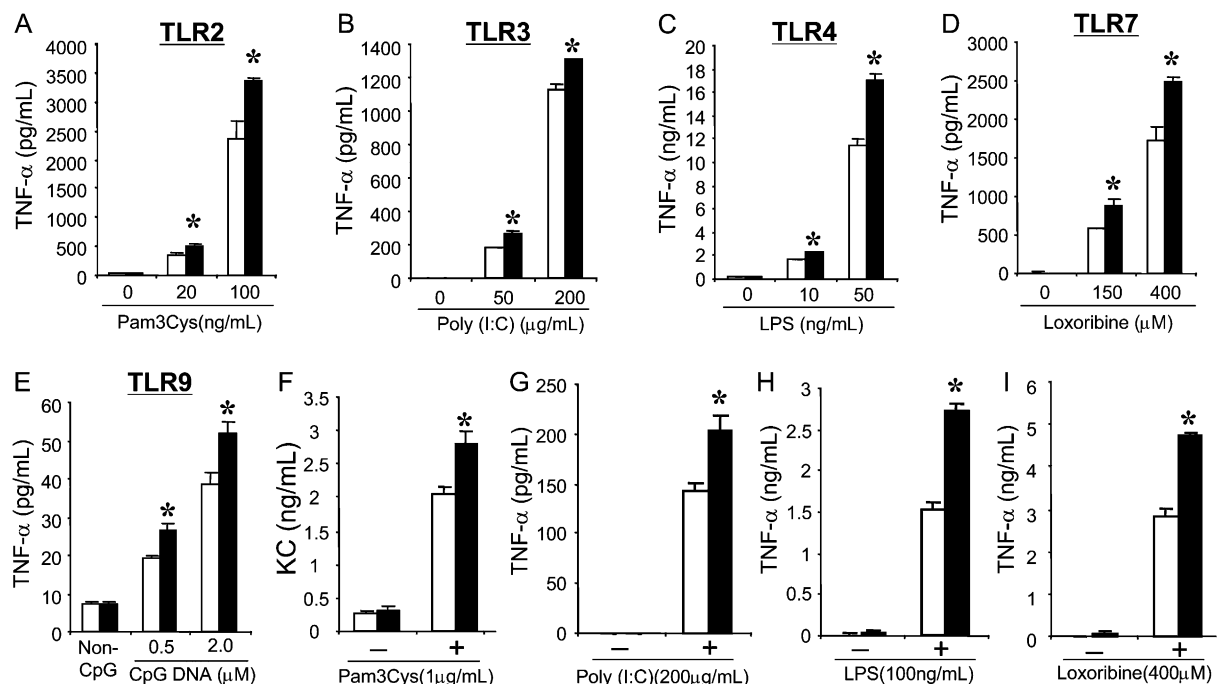 A
TLR2
TNF-α (pg/mL)
4000
3500
3000
2500
2000
1500
1000
500
0
*
*
0 20 100
Pam3Cys(ng/mL)
B
TLR3
TNF-α (pg/mL)
1400
1200
1000
800
600
400
200
0
*
*
0 50 200
Poly (I:C) (μg/mL)
C
TLR4
TNF-α (ng/mL)
20
18
16
14
12
10
8
6
4
2
0
*
*
0 10 50
LPS (ng/mL)
D
TLR7
TNF-α (pg/mL)
3000
2500
2000
1500
1000
500
0
*
*
0 150 400
Loxoribine (μM)
E
TLR9
TNF-α (pg/mL)
60
50
40
30
20
10
0
*
*
Non-
CpG
0.5 2.0
CpG DNA (μM)
F
KC (ng/mL)
3.5
3
2.5
2
1.5
1
0.5
0
*
– +
Pam3Cys(1μg/mL)
G
TNF-α (pg/mL)
250
200
150
100
50
0
*
– +
Poly (I:C)(200μg/mL)
H
TNF-α (ng/mL)
3
2.5
2
1.5
1
0.5
0
*
– +
LPS(100ng/mL)
I
TNF-α (ng/mL)
6
5
4
3
2
1
0
*
– +
Loxoribine(400μM)